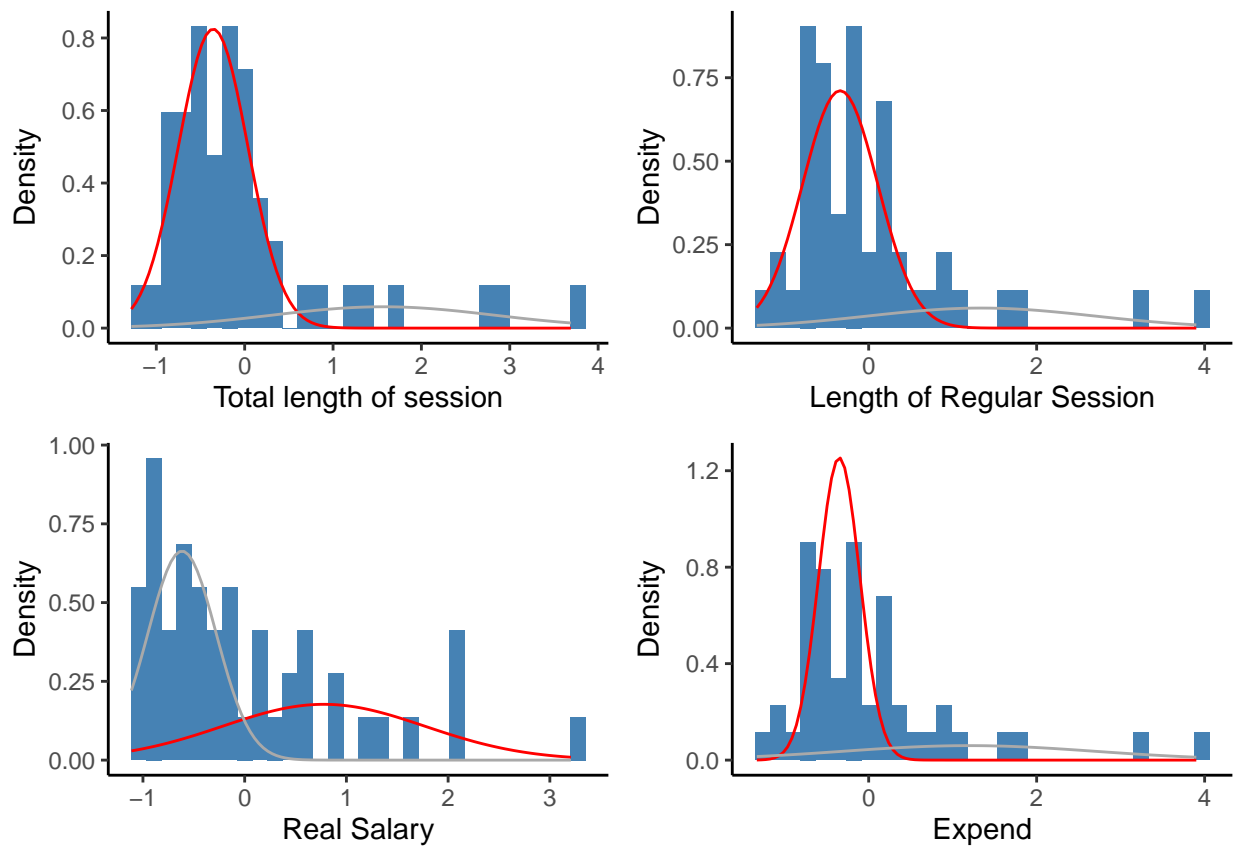 Density
0.8
0.6
0.4
0.2
0.0
−1 0 1 2 3 4
Total length of session
Density
0.75
0.50
0.25
0.00
0 2 4
Length of Regular Session
Density
1.00
0.75
0.50
0.25
0.00
−1 0 1 2 3
Real Salary
Density
1.2
0.8
0.4
0.0
0 2 4
Expend